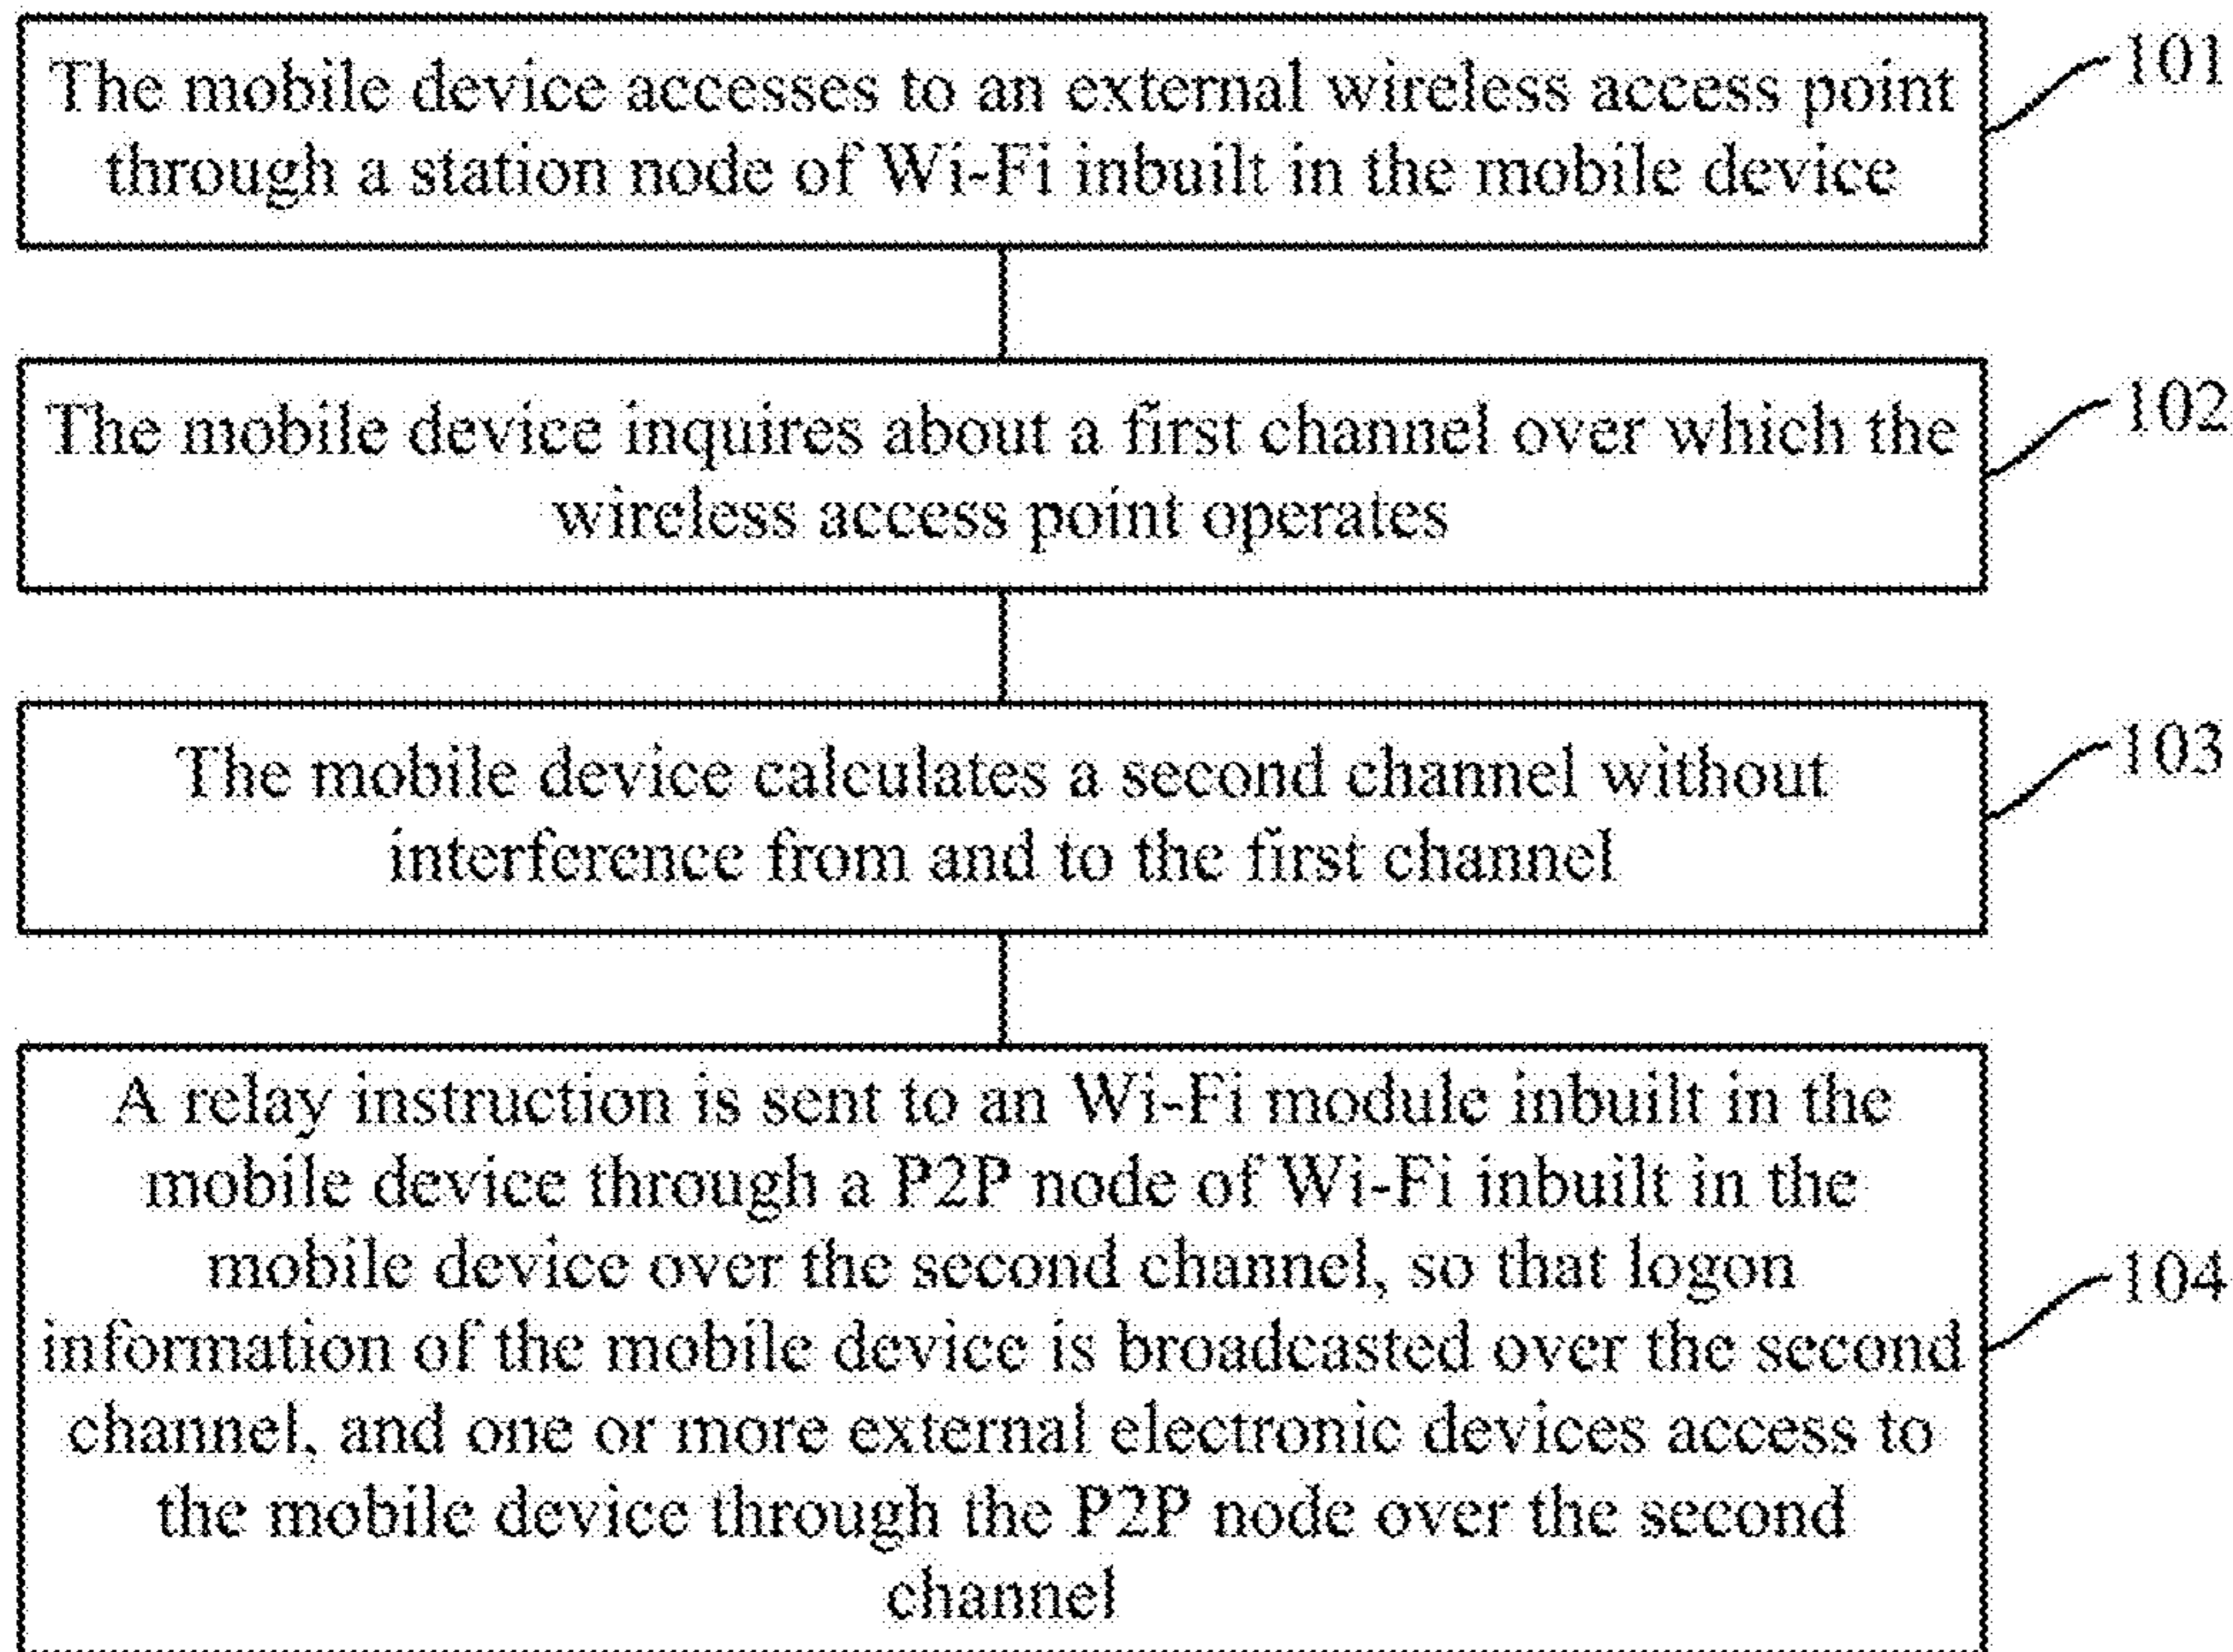 The mobile device accesses to an external wireless access point
through a station node of Wi-Fi inbuilt in the mobile device
101
The mobile device inquires about a first channel over which the
wireless access point operates
102
The mobile device calculates a second channel without
interference from and to the first channel
103
A relay instruction is sent to an Wi-Fi module inbuilt in the
mobile device through a P2P node of Wi-Fi inbuilt in the
mobile device over the second channel, so that logon
information of the mobile device is broadcasted over the second
channel, and one or more external electronic devices access to
the mobile device through the P2P node over the second
channel
104